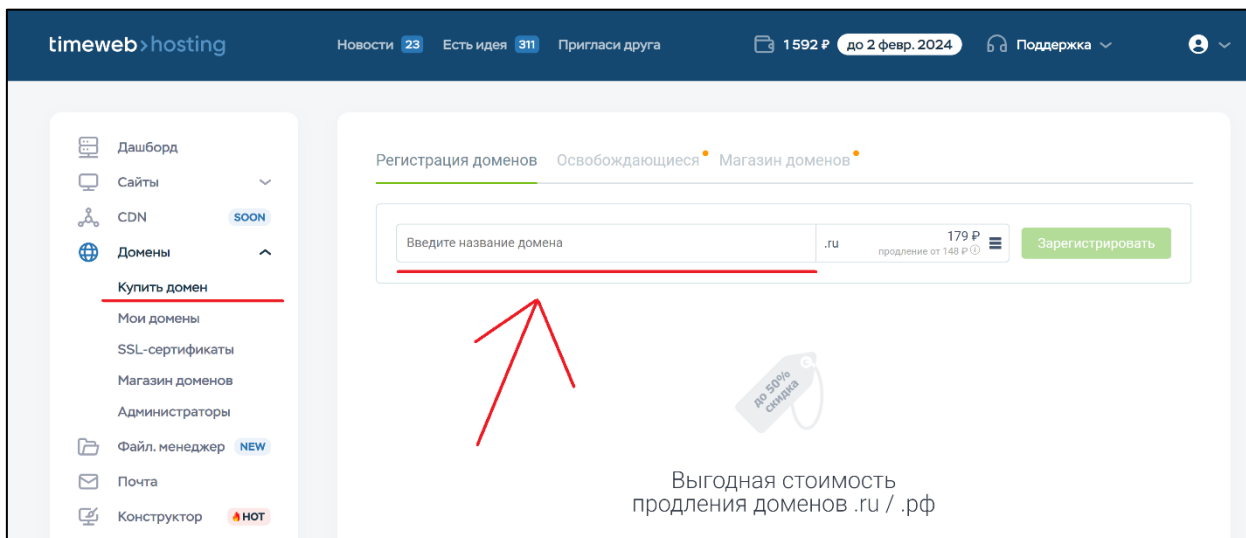 timeweb>hosting
Новости 23 Есть идея 311 Пригласи друга 1 592 ₽ до 2 февр. 2024 Поддержка
Дашборд
Сайты
CDN SOON
Домены
Купить домен
Мои домены
SSL-сертификаты
Магазин доменов
Администраторы
Файл. менеджер NEW
Почта
Конструктор HOT
Регистрация доменов Освобождающиеся Магазин доменов
Введите название домена .ru 179 ₽
продление от 148 ₽
Зарегистрировать
до 50%
скидка
Выгодная стоимость
продления доменов .ru / .рф